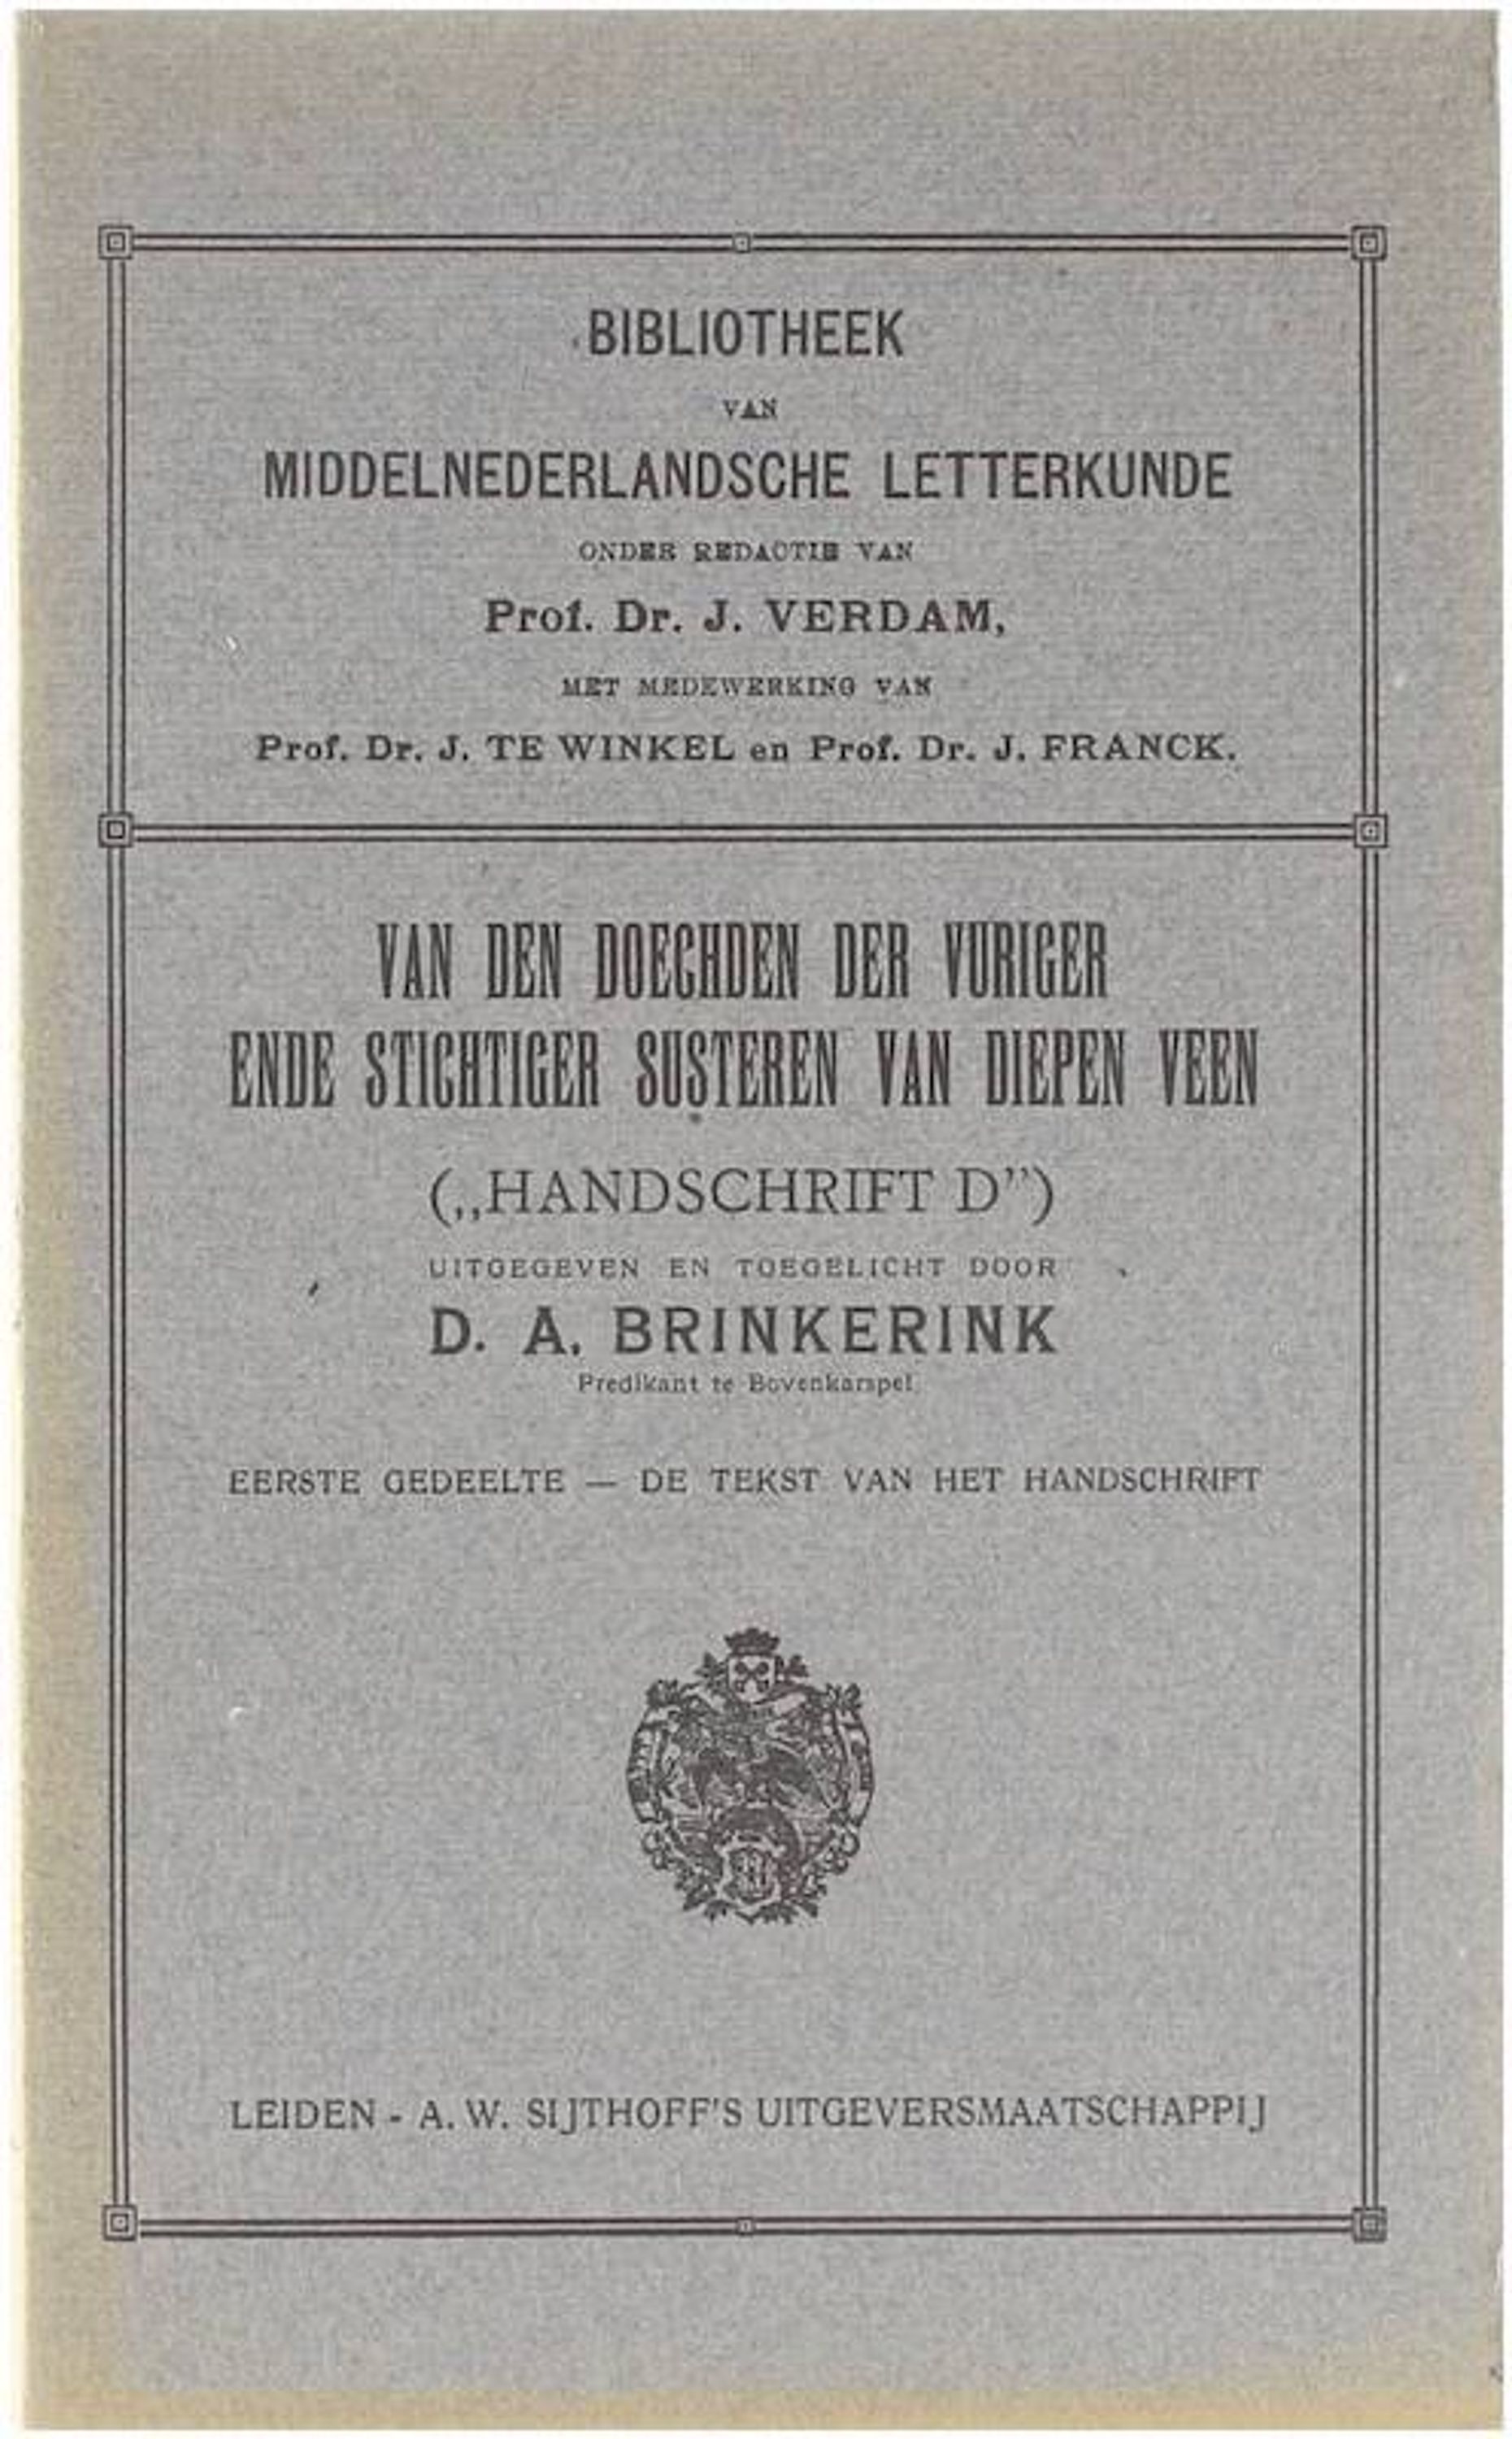 BIBLIOTHEEK
VAN
MIDDELNEDERLANDSCHE LETTERKUNDE
ONDER REDACTIE VAN
Prof. Dr. J. VERDAM,
MET MEDEWERKING VAN
Prof. Dr. J. TE WINKEL en Prof. Dr. J. FRANCK.
VAN DEN DOECHDEN DER VURIGER
ENDE STICHTIGER SUSTEREN VAN DIEPEN VEEN
(„HANDSCHRIFT D”)
UITGEGEVEN EN TOEGELICHT DOOR
D. A. BRINKERINK
Predikant te Bovenkarspel
EERSTE GEDEELTE — DE TEKST VAN HET HANDSCHRIFT
LEIDEN - A. W. SIJTHOFF'S UITGEVERSMAATSCHAPPIJ